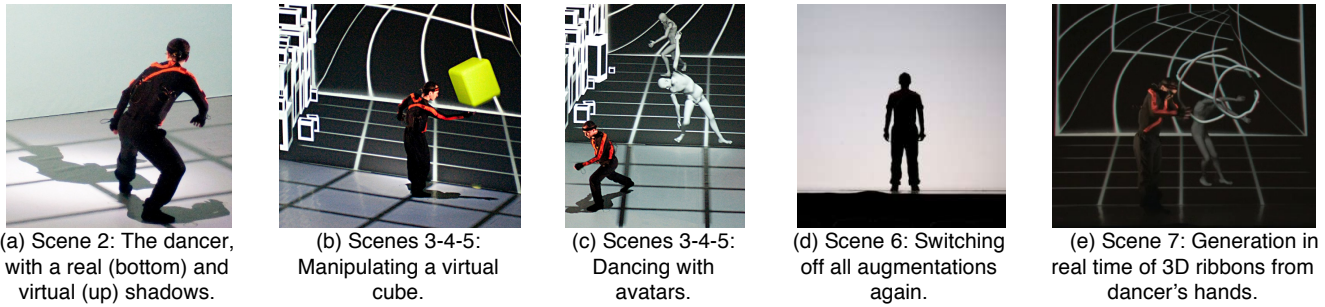 (a) Scene 2: The dancer,
with a real (bottom) and
virtual (up) shadows.
(b) Scenes 3-4-5:
Manipulating a virtual
cube.
(c) Scenes 3-4-5:
Dancing with
avatars.
(d) Scene 6: Switching
off all augmentations
again.
(e) Scene 7: Generation in
real time of 3D ribbons from
dancer's hands.